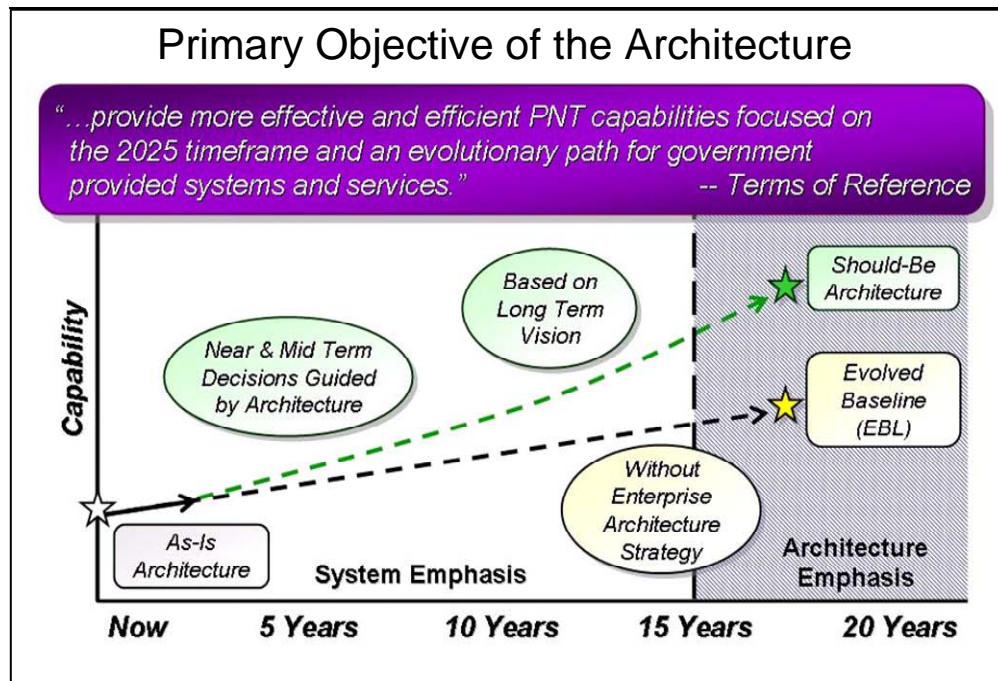 Primary Objective of the Architecture
“…provide more effective and efficient PNT capabilities focused on
the 2025 timeframe and an evolutionary path for government
provided systems and services.” -- Terms of Reference
Capability
Should-Be
Architecture
Based on
Long Term
Vision
Near & Mid Term
Decisions Guided
by Architecture
Evolved
Baseline
(EBL)
Without
Enterprise
Architecture
Strategy
As-Is
Architecture
System Emphasis
Architecture
Emphasis
Now 5 Years 10 Years 15 Years 20 Years